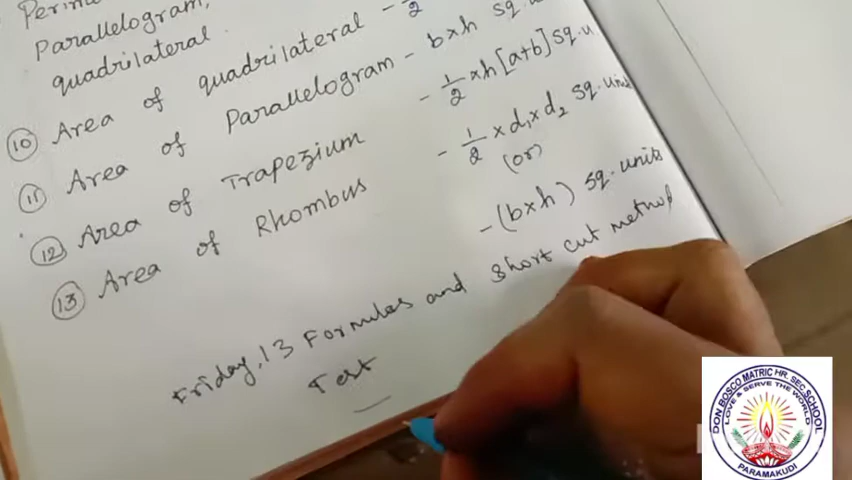 Parallelogram,
quadrilateral
10 Area of quadrilateral -
11 Area of Parallelogram - b×h sq.
12 Area of Trapezium - 1/2 ×h [a+b] sq.u
13 Area of Rhombus - 1/2 × d1 × d2 sq. unit
(or)
- (b×h) sq. units
Friday, 13 Formulas and short cut method
Test
DON BOSCO MATRIC HR. SEC. SCHOOL
LOVE & SERVE THE WORLD
PARAMAKUDI